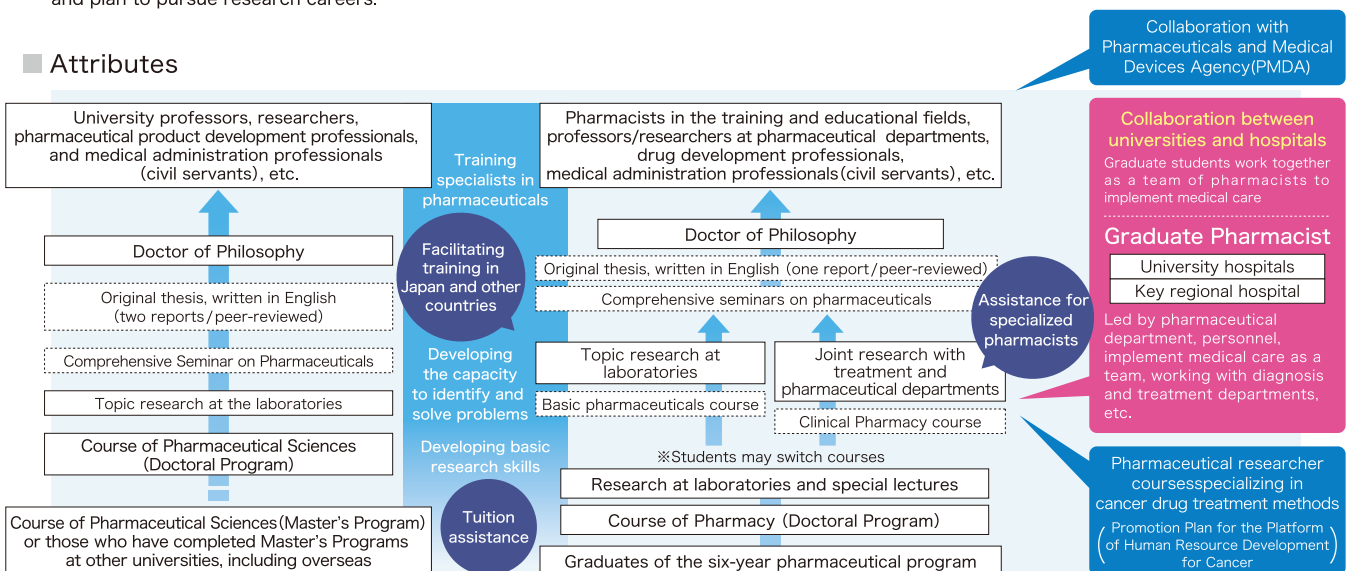 and plan to pursue research careers.
Attributes
University professors, researchers,
pharmaceutical product development professionals,
and medical administration professionals
(civil servants), etc.
Doctor of Philosophy
Original thesis, written in English
(two reports/peer-reviewed)
Comprehensive Seminar on Pharmaceuticals
Topic research at the laboratories
Course of Pharmaceutical Sciences
(Doctoral Program)
Course of Pharmaceutical Sciences(Master's Program)
or those who have completed Master's Programs
at other universities, including overseas
Training
specialists in
pharmaceuticals
Facilitating
training in
Japan and other
countries
Developing
the capacity
to identify and
solve problems
Developing basic
research skills
Tuition
assistance
Pharmacists in the training and educational fields,
professors/researchers at pharmaceutical departments,
drug development professionals,
medical administration professionals(civil servants), etc.
Doctor of Philosophy
Original thesis, written in English (one report/peer-reviewed)
Comprehensive seminars on pharmaceuticals
Topic research at
laboratories
Basic pharmaceuticals course
Joint research with
treatment and
pharmaceutical departments
Clinical Pharmacy course
※Students may switch courses
Research at laboratories and special lectures
Course of Pharmacy (Doctoral Program)
Graduates of the six-year pharmaceutical program
Assistance for
specialized
pharmacists
Collaboration with
Pharmaceuticals and Medical
Devices Agency(PMDA)
Collaboration between
universities and hospitals
Graduate students work together
as a team of pharmacists to
implement medical care
Graduate Pharmacist
University hospitals
Key regional hospital
Led by pharmaceutical
department, personnel,
implement medical care as a
team, working with diagnosis
and treatment departments,
etc.
Pharmaceutical researcher
coursesspecializing in
cancer drug treatment methods
(Promotion Plan for the Platform
of Human Resource Development
for Cancer)